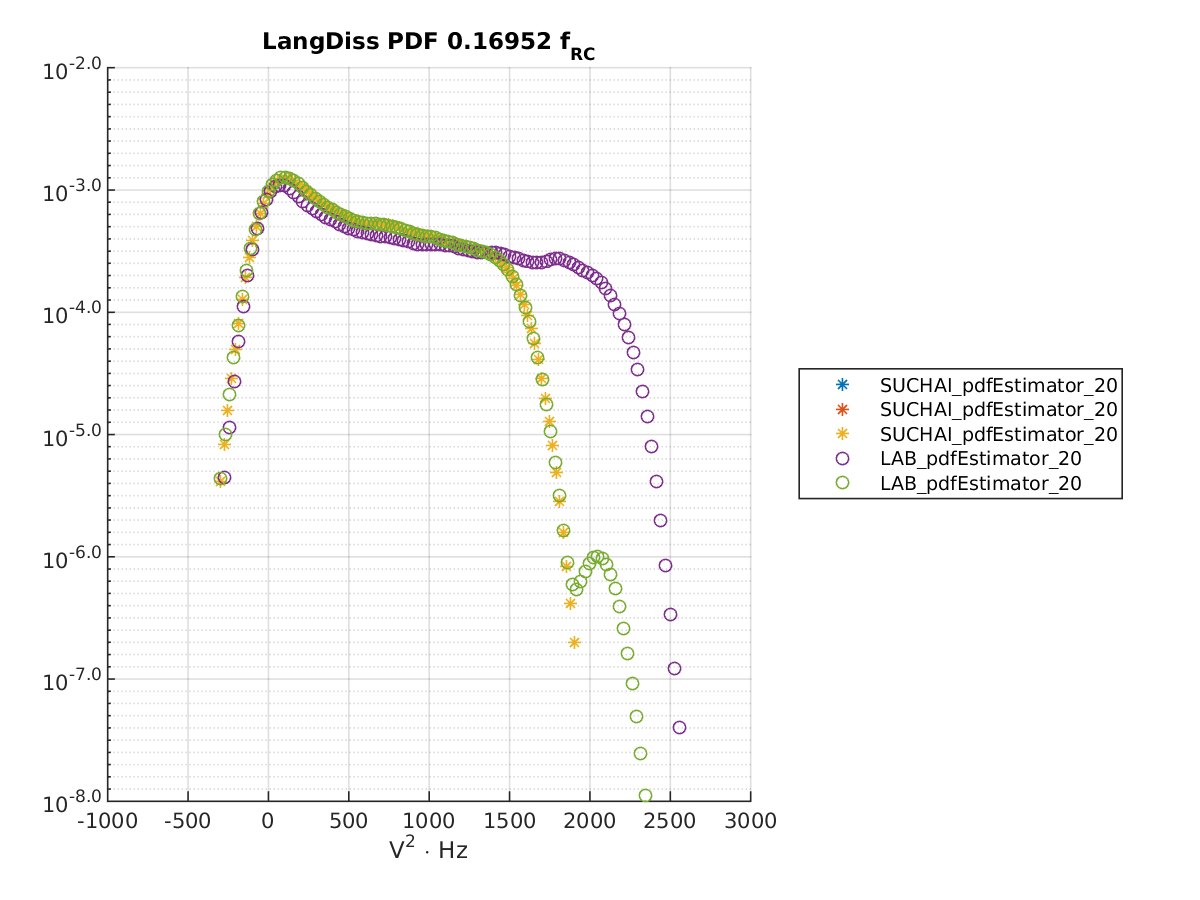 LangDiss PDF 0.16952 f_RC
10^-2.0
10^-3.0
10^-4.0
10^-5.0
10^-6.0
10^-7.0
10^-8.0
-1000 -500 0 500 1000 1500 2000 2500 3000
V^2 · Hz
SUCHAI_pdfEstimator_20
SUCHAI_pdfEstimator_20
SUCHAI_pdfEstimator_20
LAB_pdfEstimator_20
LAB_pdfEstimator_20